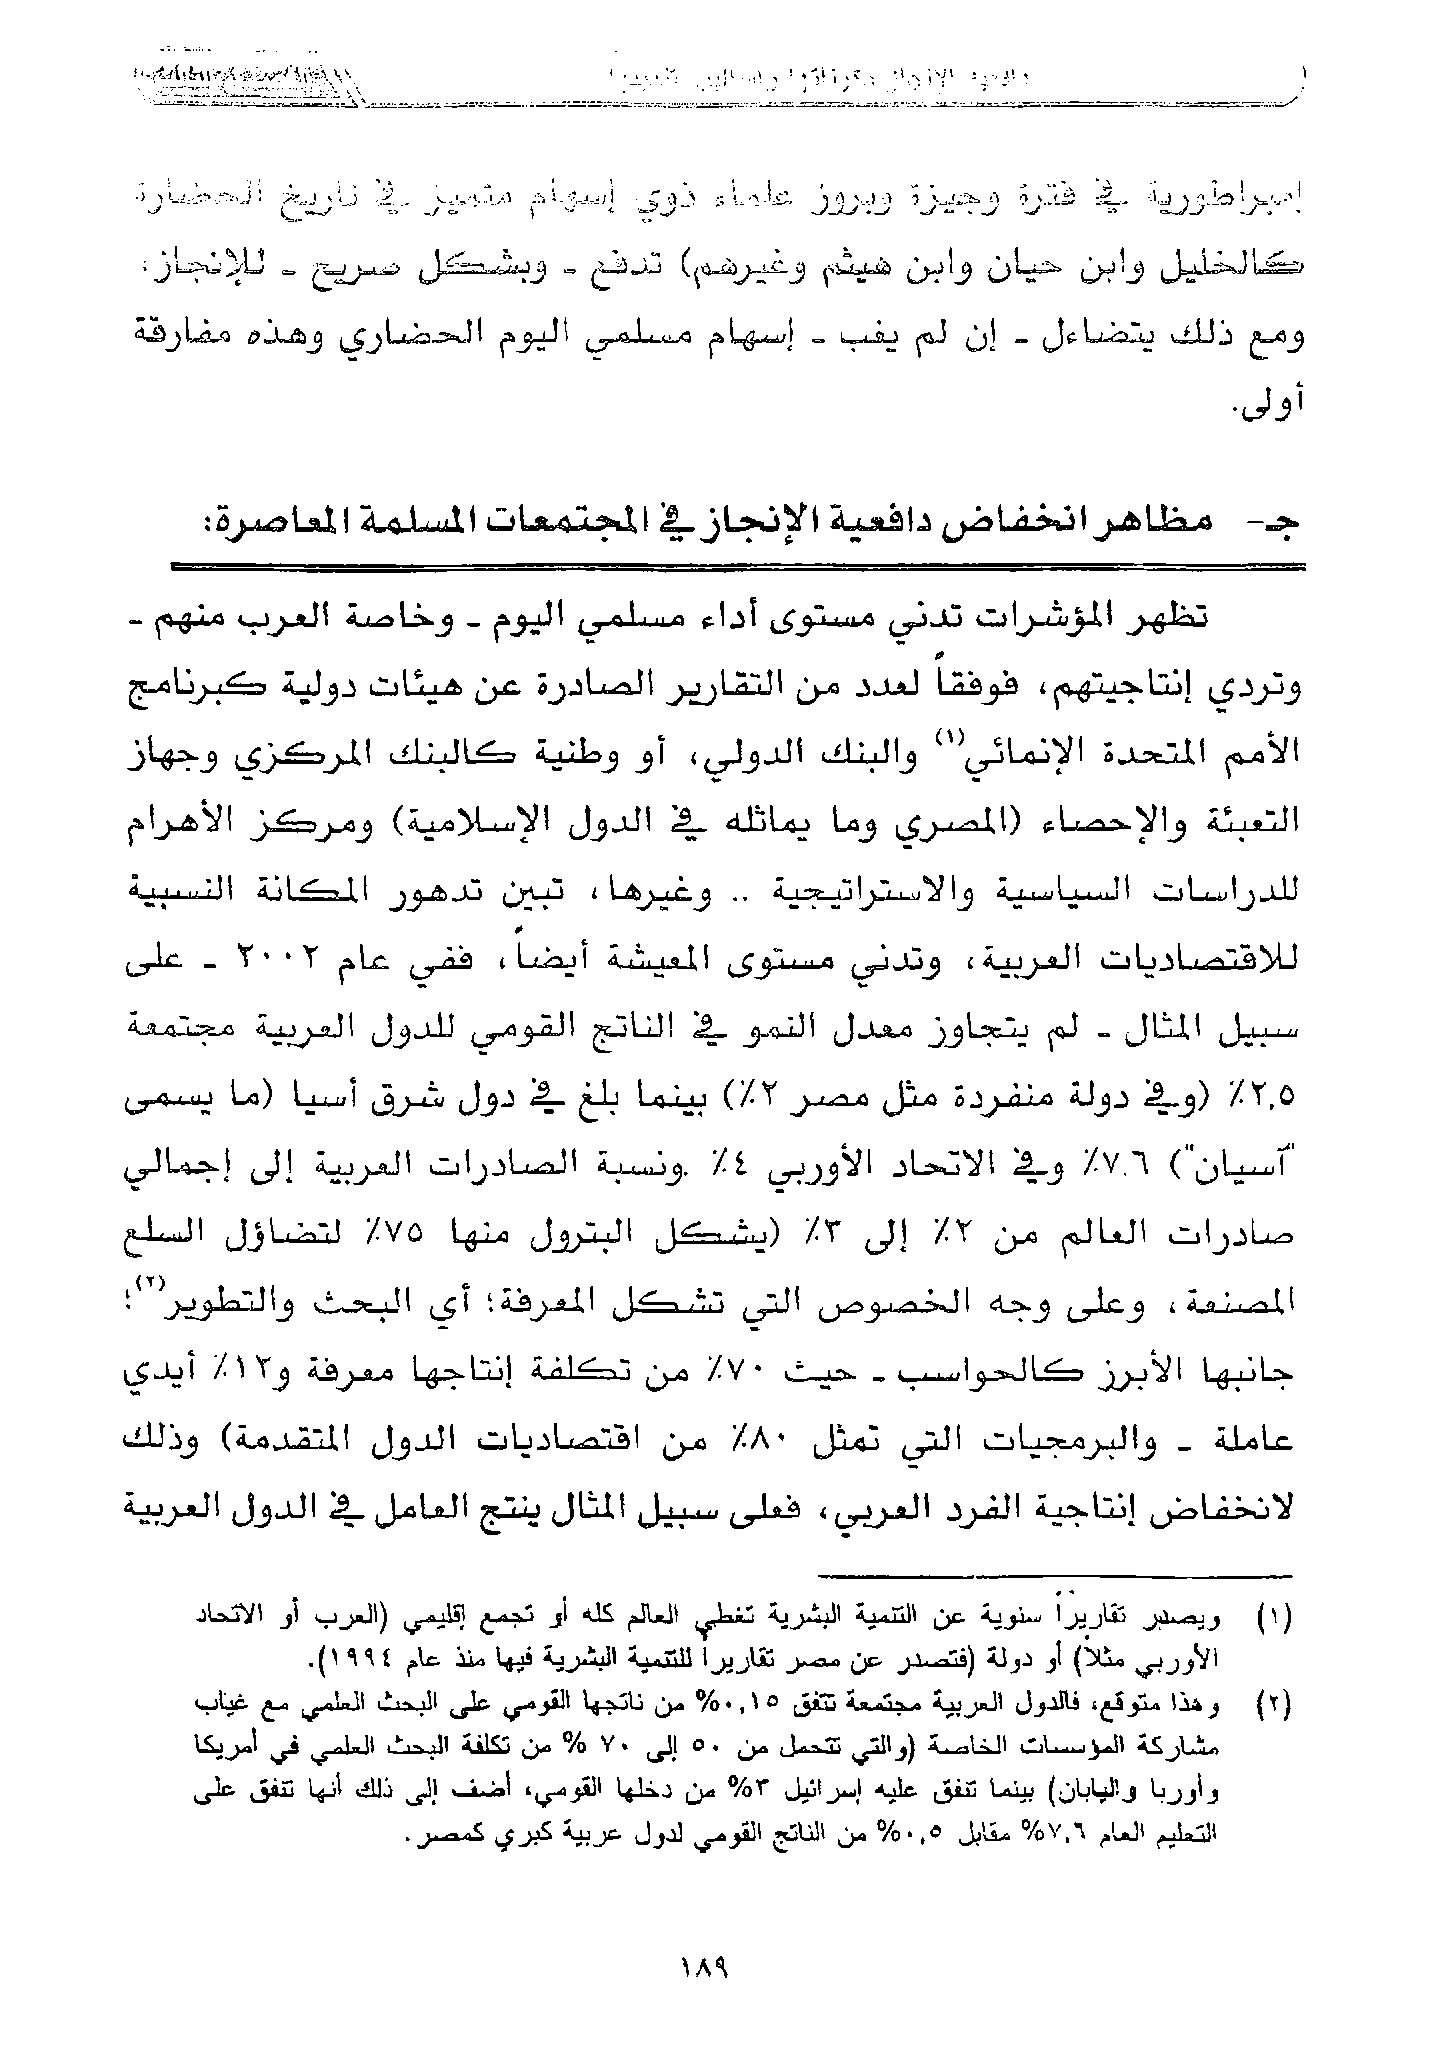 إمبراطورية في فترة وجيزة وبروز علماء ذوي إسهام متميز في تاريخ الحضارة
كالخليل وابن حيان وابن هيثم وغيرهم) تدفع - وبشكل صريح - للإنجاز،
ومع ذلك يتضاءل - إن لم يغب - إسهام مسلمي اليوم الحضاري وهذه مفارقة
أولى.
جـ- مظاهر انخفاض دافعية الإنجاز في المجتمعات المسلمة المعاصرة:
تظهر المؤشرات تدني مستوى أداء مسلمي اليوم - وخاصة العرب منهم -
وتردي إنتاجيتهم، فوفقاً لعدد من التقارير الصادرة عن هيئات دولية كبرنامج
الأمم المتحدة الإنمائي(١) والبنك الدولي، أو وطنية كالبنك المركزي وجهاز
التعبئة والإحصاء (المصري وما يماثله في الدول الإسلامية) ومركز الأهرام
للدراسات السياسية والاستراتيجية .. وغيرها، تبين تدهور المكانة النسبية
للاقتصاديات العربية، وتدني مستوى المعيشة أيضاً، ففي عام ٢٠٠٢ - على
سبيل المثال - لم يتجاوز معدل النمو في الناتج القومي للدول العربية مجتمعة
٢,٥٪ (وفي دولة منفردة مثل مصر ٢٪) بينما بلغ في دول شرق أسيا (ما يسمى
"آسيان") ٧.٦٪ وفي الاتحاد الأوربي ٤٪ .ونسبة الصادرات العربية إلى إجمالي
صادرات العالم من ٢٪ إلى ٣٪ (يشكل البترول منها ٧٥٪ لتضاؤل السلع
المصنعة، وعلى وجه الخصوص التي تشكل المعرفة؛ أي البحث والتطوير(٢)؛
جانبها الأبرز كالحواسب - حيث ٧٠٪ من تكلفة إنتاجها معرفة و١٢٪ أيدي
عاملة - والبرمجيات التي تمثل ٨٠٪ من اقتصاديات الدول المتقدمة) وذلك
لانخفاض إنتاجية الفرد العربي، فعلى سبيل المثال ينتج العامل في الدول العربية
(١) ويصدر تقاريراً سنوية عن التنمية البشرية تغطي العالم كله أو تجمع إقليمي (العرب أو الاتحاد
الأوربي مثلاً) أو دولة (فتصدر عن مصر تقاريراً للتنمية البشرية فيها منذ عام ١٩٩٤).
(٢) وهذا متوقع، فالدول العربية مجتمعة تنفق ٠,١٥% من ناتجها القومي على البحث العلمي مع غياب
مشاركة المؤسسات الخاصة (والتي تتحمل من ٥٠ إلى ٧٠ % من تكلفة البحث العلمي في أمريكا
وأوربا واليابان) بينما تنفق عليه إسرائيل ٣% من دخلها القومي، أضف إلى ذلك أنها تنفق على
التعليم العام ٧,٦% مقابل ٠,٥% من الناتج القومي لدول عربية كبري كمصر.
١٨٩